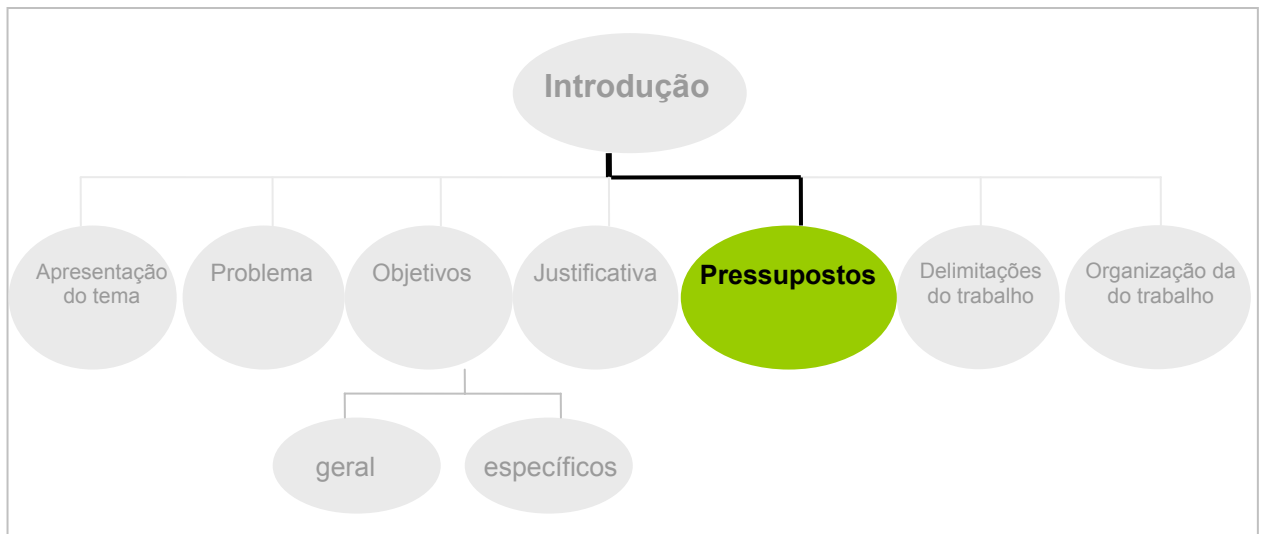 Introdução
Apresentação
do tema
Problema
Objetivos
Justificativa
Pressupostos
Delimitações
do trabalho
Organização da
do trabalho
geral
específicos